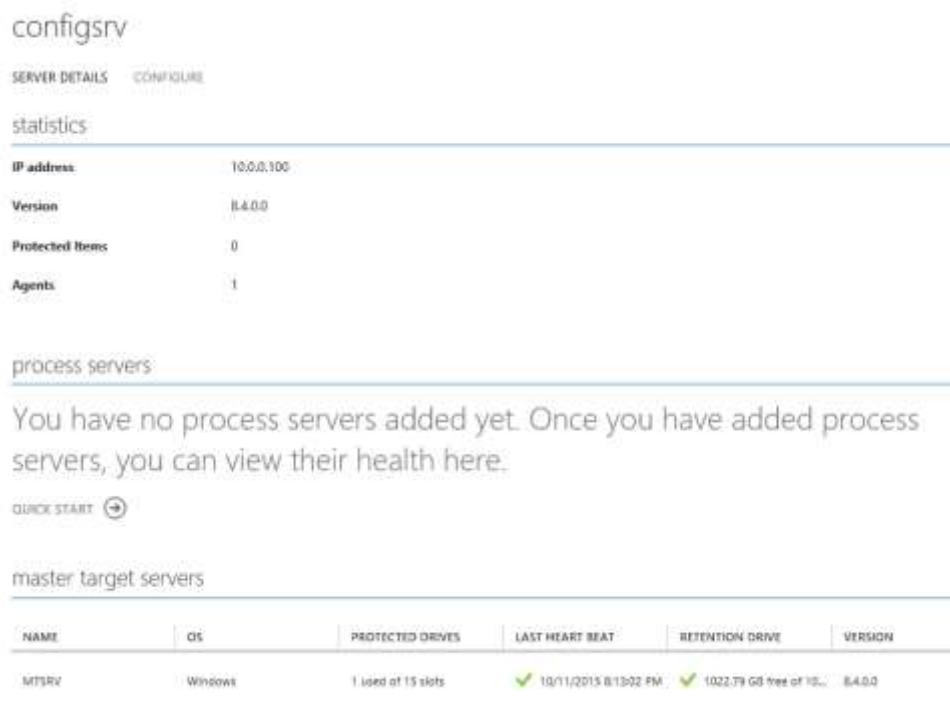 configsrv
SERVER DETAILS CONFIGURE
statistics
IP address 10.0.0.100
Version 8.4.0.0
Protected Items 0
Agents 1
process servers
You have no process servers added yet. Once you have added process
servers, you can view their health here.
QUICK START
master target servers
NAME OS PROTECTED DRIVES LAST HEART BEAT RETENTION DRIVE VERSION
MTSRV Windows 1 used of 15 slots 10/11/2015 8:13:02 PM 1022.79 GB free of 10... 8.4.0.0